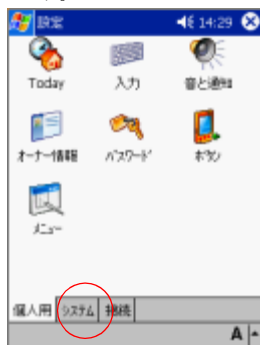 設定 14:29
Today 入力 音と通知
オーナー情報 パスワード ボタン
メニュー
個人用 システム 接続
A